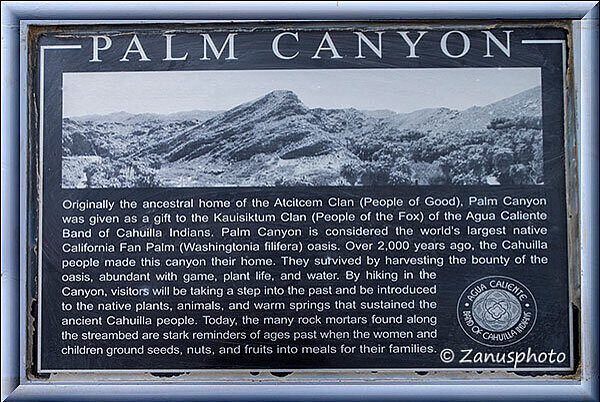 PALM CANYON
Originally the ancestral home of the Atcitcem Clan (People of Good), Palm Canyon
was given as a gift to the Kauisiktum Clan (People of the Fox) of the Agua Caliente
Band of Cahuilla Indians. Palm Canyon is considered the world's largest native
California Fan Palm (Washingtonia filifera) oasis. Over 2,000 years ago, the Cahuilla
people made this canyon their home. They survived by harvesting the bounty of the
oasis, abundant with game, plant life, and water. By hiking in the
Canyon, visitors will be taking a step into the past and be introduced
to the native plants, animals, and warm springs that sustained the
ancient Cahuilla people. Today, the many rock mortars found along
the streambed are stark reminders of ages past when the women and
children ground seeds, nuts, and fruits into meals for their families.
AGUA CALIENTE
BAND OF CAHUILLA INDIANS
©Zanusphoto